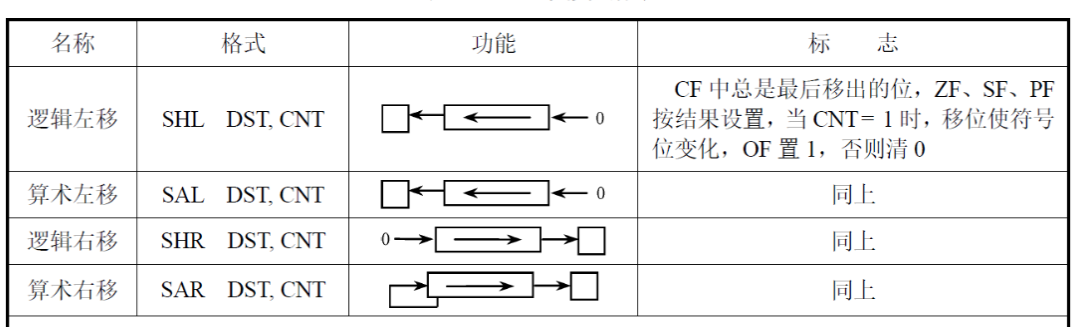 名称 格式 功能 标 志
逻辑左移 SHL DST, CNT 0 CF 中总是最后移出的位，ZF、SF、PF
按结果设置，当 CNT= 1 时，移位使符号
位变化，OF 置 1，否则清 0
算术左移 SAL DST, CNT 0 同上
逻辑右移 SHR DST, CNT 0 同上
算术右移 SAR DST, CNT 同上